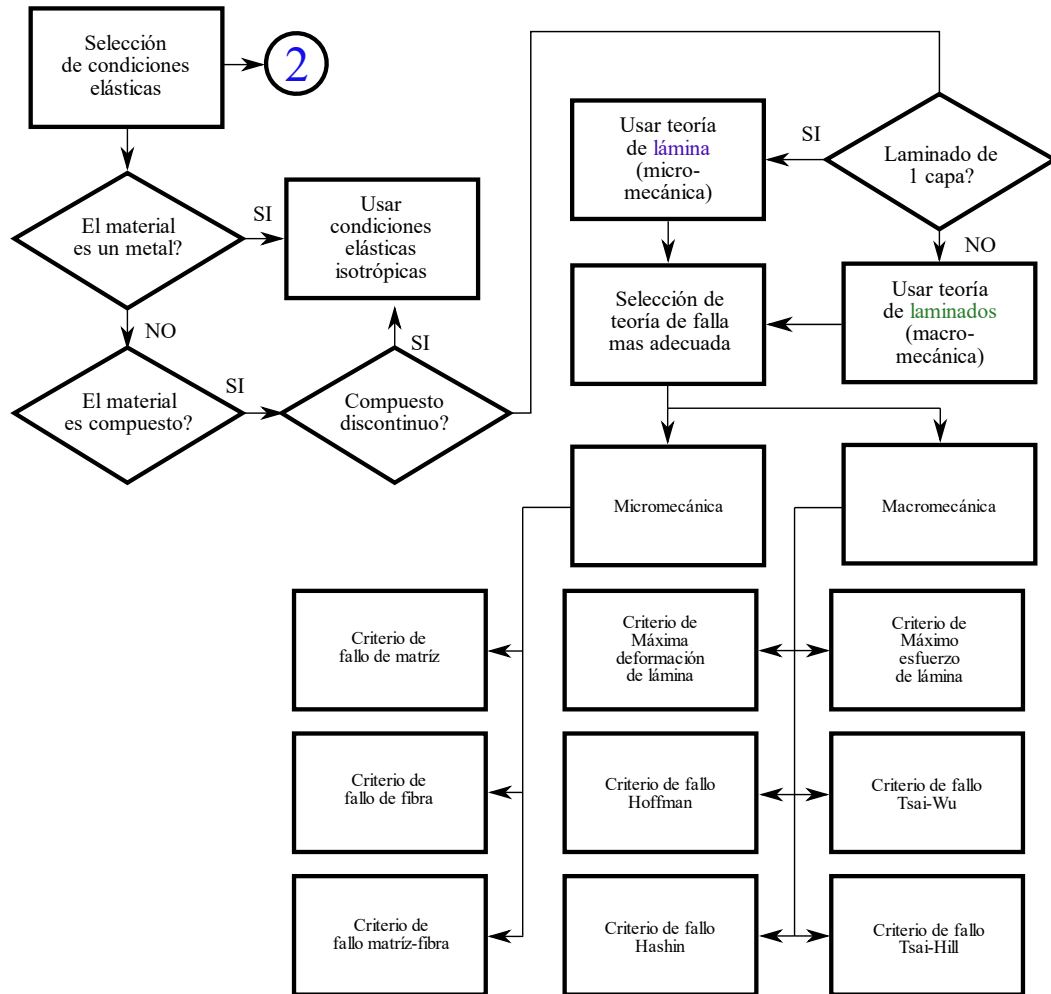 Selección
de condiciones
elásticas
2
El material
es un metal?
SI
Usar
condiciones
elásticas
isotrópicas
NO
SI
El material
es compuesto?
SI
Compuesto
discontinuo?
Laminado de
1 capa?
SI
Usar teoría
de lámina
(micro-
mecánica)
NO
Usar teoría
de laminados
(macro-
mecánica)
Selección de
teoría de falla
mas adecuada
Micromecánica
Macromecánica
Criterio de
fallo de matríz
Criterio de
Máxima
deformación
de lámina
Criterio de
Máximo
esfuerzo
de lámina
Criterio de
fallo de fibra
Criterio de fallo
Hoffman
Criterio de fallo
Tsai-Wu
Criterio de
fallo matríz-fibra
Criterio de fallo
Hashin
Criterio de fallo
Tsai-Hill